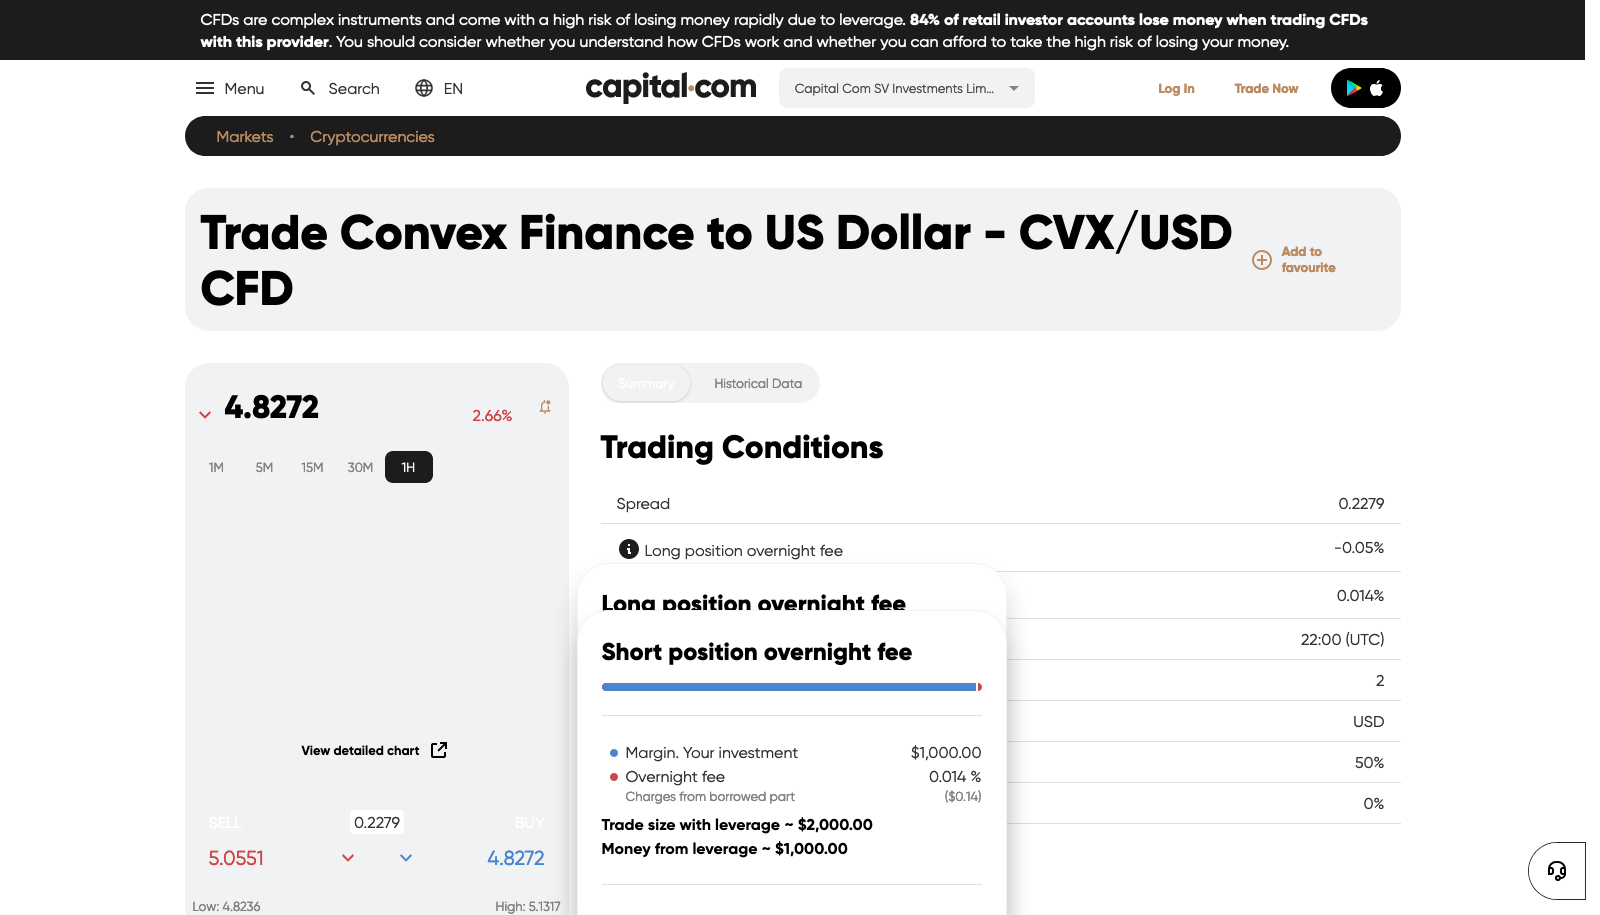 CFDs are complex instruments and come with a high risk of losing money rapidly due to leverage. 84% of retail investor accounts lose money when trading CFDs
with this provider. You should consider whether you understand how CFDs work and whether you can afford to take the high risk of losing your money.
Menu Search EN capital.com Capital Com SV Investments Lim... Log In Trade Now
Markets • Cryptocurrencies
Trade Convex Finance to US Dollar - CVX/USD
CFD
Add to
favourite
4.8272 2.66%
1M 5M 15M 30M 1H
View detailed chart
SELL 0.2279 BUY
5.0551 4.8272
Low: 4.8236 High: 5.1317
Summary Historical Data
Trading Conditions
Spread 0.2279
Long position overnight fee -0.05%
0.014%
22:00 (UTC)
2
USD
50%
0%
Long position overnight fee
Short position overnight fee
Margin. Your investment $1,000.00
Overnight fee 0.014 %
Charges from borrowed part ($0.14)
Trade size with leverage ~ $2,000.00
Money from leverage ~ $1,000.00